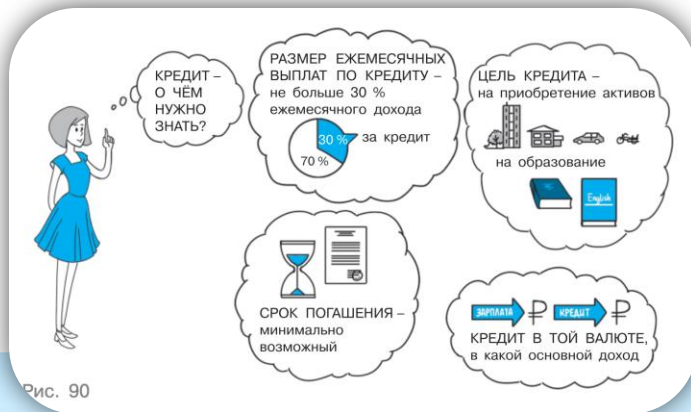 КРЕДИТ –
О ЧЁМ
НУЖНО
ЗНАТЬ?
РАЗМЕР ЕЖЕМЕСЯЧНЫХ
ВЫПЛАТ ПО КРЕДИТУ –
не больше 30 %
ежемесячного дохода
30 %
за кредит
70 %
ЦЕЛЬ КРЕДИТА –
на приобретение активов
на образование
English
СРОК ПОГАШЕНИЯ –
минимально
возможный
ЗАРПЛАТА ₽ КРЕДИТ ₽
КРЕДИТ В ТОЙ ВАЛЮТЕ,
в какой основной доход
Рис. 90